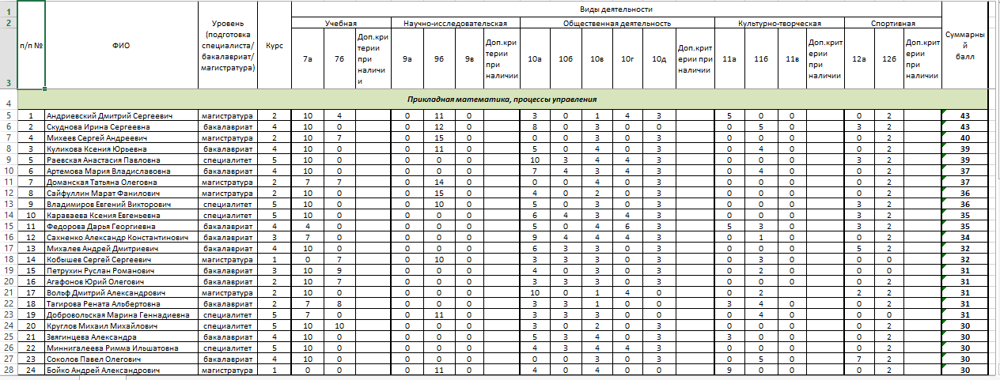 1 Виды деятельности
2 Учебная Научно-исследовательская Общественная деятельность Культурно-творческая Спортивная
3 п/п № ФИО Уровень (подготовка специалиста/ бакалавриат/ магистратура) Курс 7а 7б Доп.критерии при наличии 9а 9б 9в Доп.критерии при наличии 10а 10б 10в 10г 10д Доп.критерии при наличии 11а 11б 11в Доп.критерии при наличии 12а 12б Доп.критерии при наличии Суммарный балл
4 Прикладная математика, процессы управления
5 1 Андриевский Дмитрий Сергеевич магистратура 2 10 4 0 11 0 3 0 1 4 3 5 0 0 0 2 43
6 2 Скуднова Ирина Сергеевна бакалавриат 4 10 0 0 12 0 8 0 3 0 0 0 5 0 3 2 43
7 4 Михеев Сергей Андреевич магистратура 2 10 7 0 15 0 0 0 3 0 3 0 0 0 0 2 40
8 3 Куликова Ксения Юрьевна бакалавриат 4 10 0 0 11 0 5 0 4 0 3 0 4 0 0 2 39
9 5 Раевская Анастасия Павловна специалитет 5 10 0 0 0 0 10 3 4 4 3 0 0 0 3 2 39
10 6 Артемова Мария Владиславовна бакалавриат 4 10 0 0 0 0 7 4 3 4 3 0 4 0 0 2 37
11 7 Доманская Татьяна Олеговна магистратура 2 7 7 0 14 0 0 0 4 0 3 0 0 0 0 2 37
12 8 Сайфуллин Марат Фанилович магистратура 2 10 0 0 15 0 4 0 2 0 3 0 0 0 0 2 36
13 9 Владимиров Евгений Викторович специалитет 5 10 0 0 10 0 5 0 3 0 3 0 0 0 3 2 36
14 10 Караваева Ксения Евгеньевна специалитет 5 10 0 0 0 0 6 4 3 4 3 0 0 0 3 2 35
15 11 Федорова Дарья Георгиевна бакалавриат 4 4 0 0 0 0 5 0 4 6 3 5 3 0 3 2 35
16 12 Сахненко Александр Константинович бакалавриат 3 7 0 0 0 0 9 4 4 4 3 0 1 0 0 2 34
17 13 Михалев Андрей Дмитриевич бакалавриат 4 10 0 0 0 0 6 3 3 0 3 0 0 0 5 2 32
18 14 Кобышев Сергей Сергеевич магистратура 1 0 7 0 10 0 3 3 3 0 3 0 3 0 0 0 32
19 15 Петрухин Руслан Романович бакалавриат 3 10 9 0 0 0 4 0 3 0 3 0 2 0 0 0 31
20 16 Агафонов Юрий Олегович бакалавриат 2 10 7 0 0 0 3 3 3 0 3 0 0 0 0 2 31
21 17 Вольф Дмитрий Александрович магистратура 2 10 0 0 0 0 10 0 1 4 0 0 2 2 2 31
22 18 Тагирова Рената Альбертовна бакалавриат 2 7 8 0 0 0 3 3 1 0 0 3 4 0 0 2 31
23 19 Добровольская Марина Геннадиевна специалитет 5 7 0 0 11 0 3 3 3 0 0 0 4 0 0 0 31
24 20 Круглов Михаил Михайлович специалитет 5 10 10 0 0 0 3 0 2 0 3 0 0 0 0 2 30
25 21 Звягинцева Александра бакалавриат 4 10 0 0 0 0 5 3 4 0 3 3 0 0 0 2 30
26 22 Миннигалеева Римма Ильшатовна специалитет 5 10 0 0 0 0 4 3 4 4 3 0 0 0 0 2 30
27 23 Соколов Павел Олегович бакалавриат 4 10 0 0 0 0 0 0 3 0 3 0 5 0 7 2 30
28 24 Бойко Андрей Александрович магистратура 1 0 0 0 11 0 4 0 4 0 0 9 0 0 0 2 30